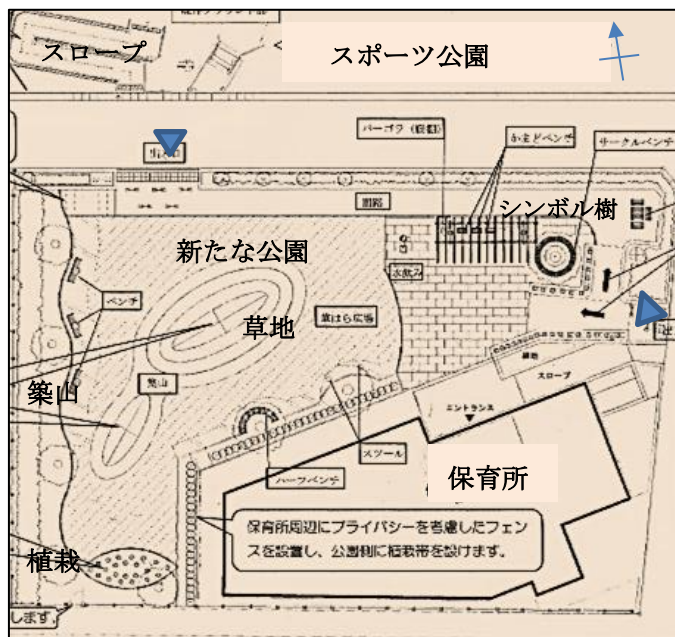 スロープ
スポーツ公園
パーゴラ
かまどベンチ
サークルベンチ
出入口
園路
シンボル樹
新たな公園
水飲み
ベンチ
草はら広場
草地
築山
築山
スロープ
エントランス
スツール
ハーフベンチ
保育所
保育所周辺にプライバシーを考慮したフェン
スを設置し、公園側に植栽帯を設けます。
植栽
します。